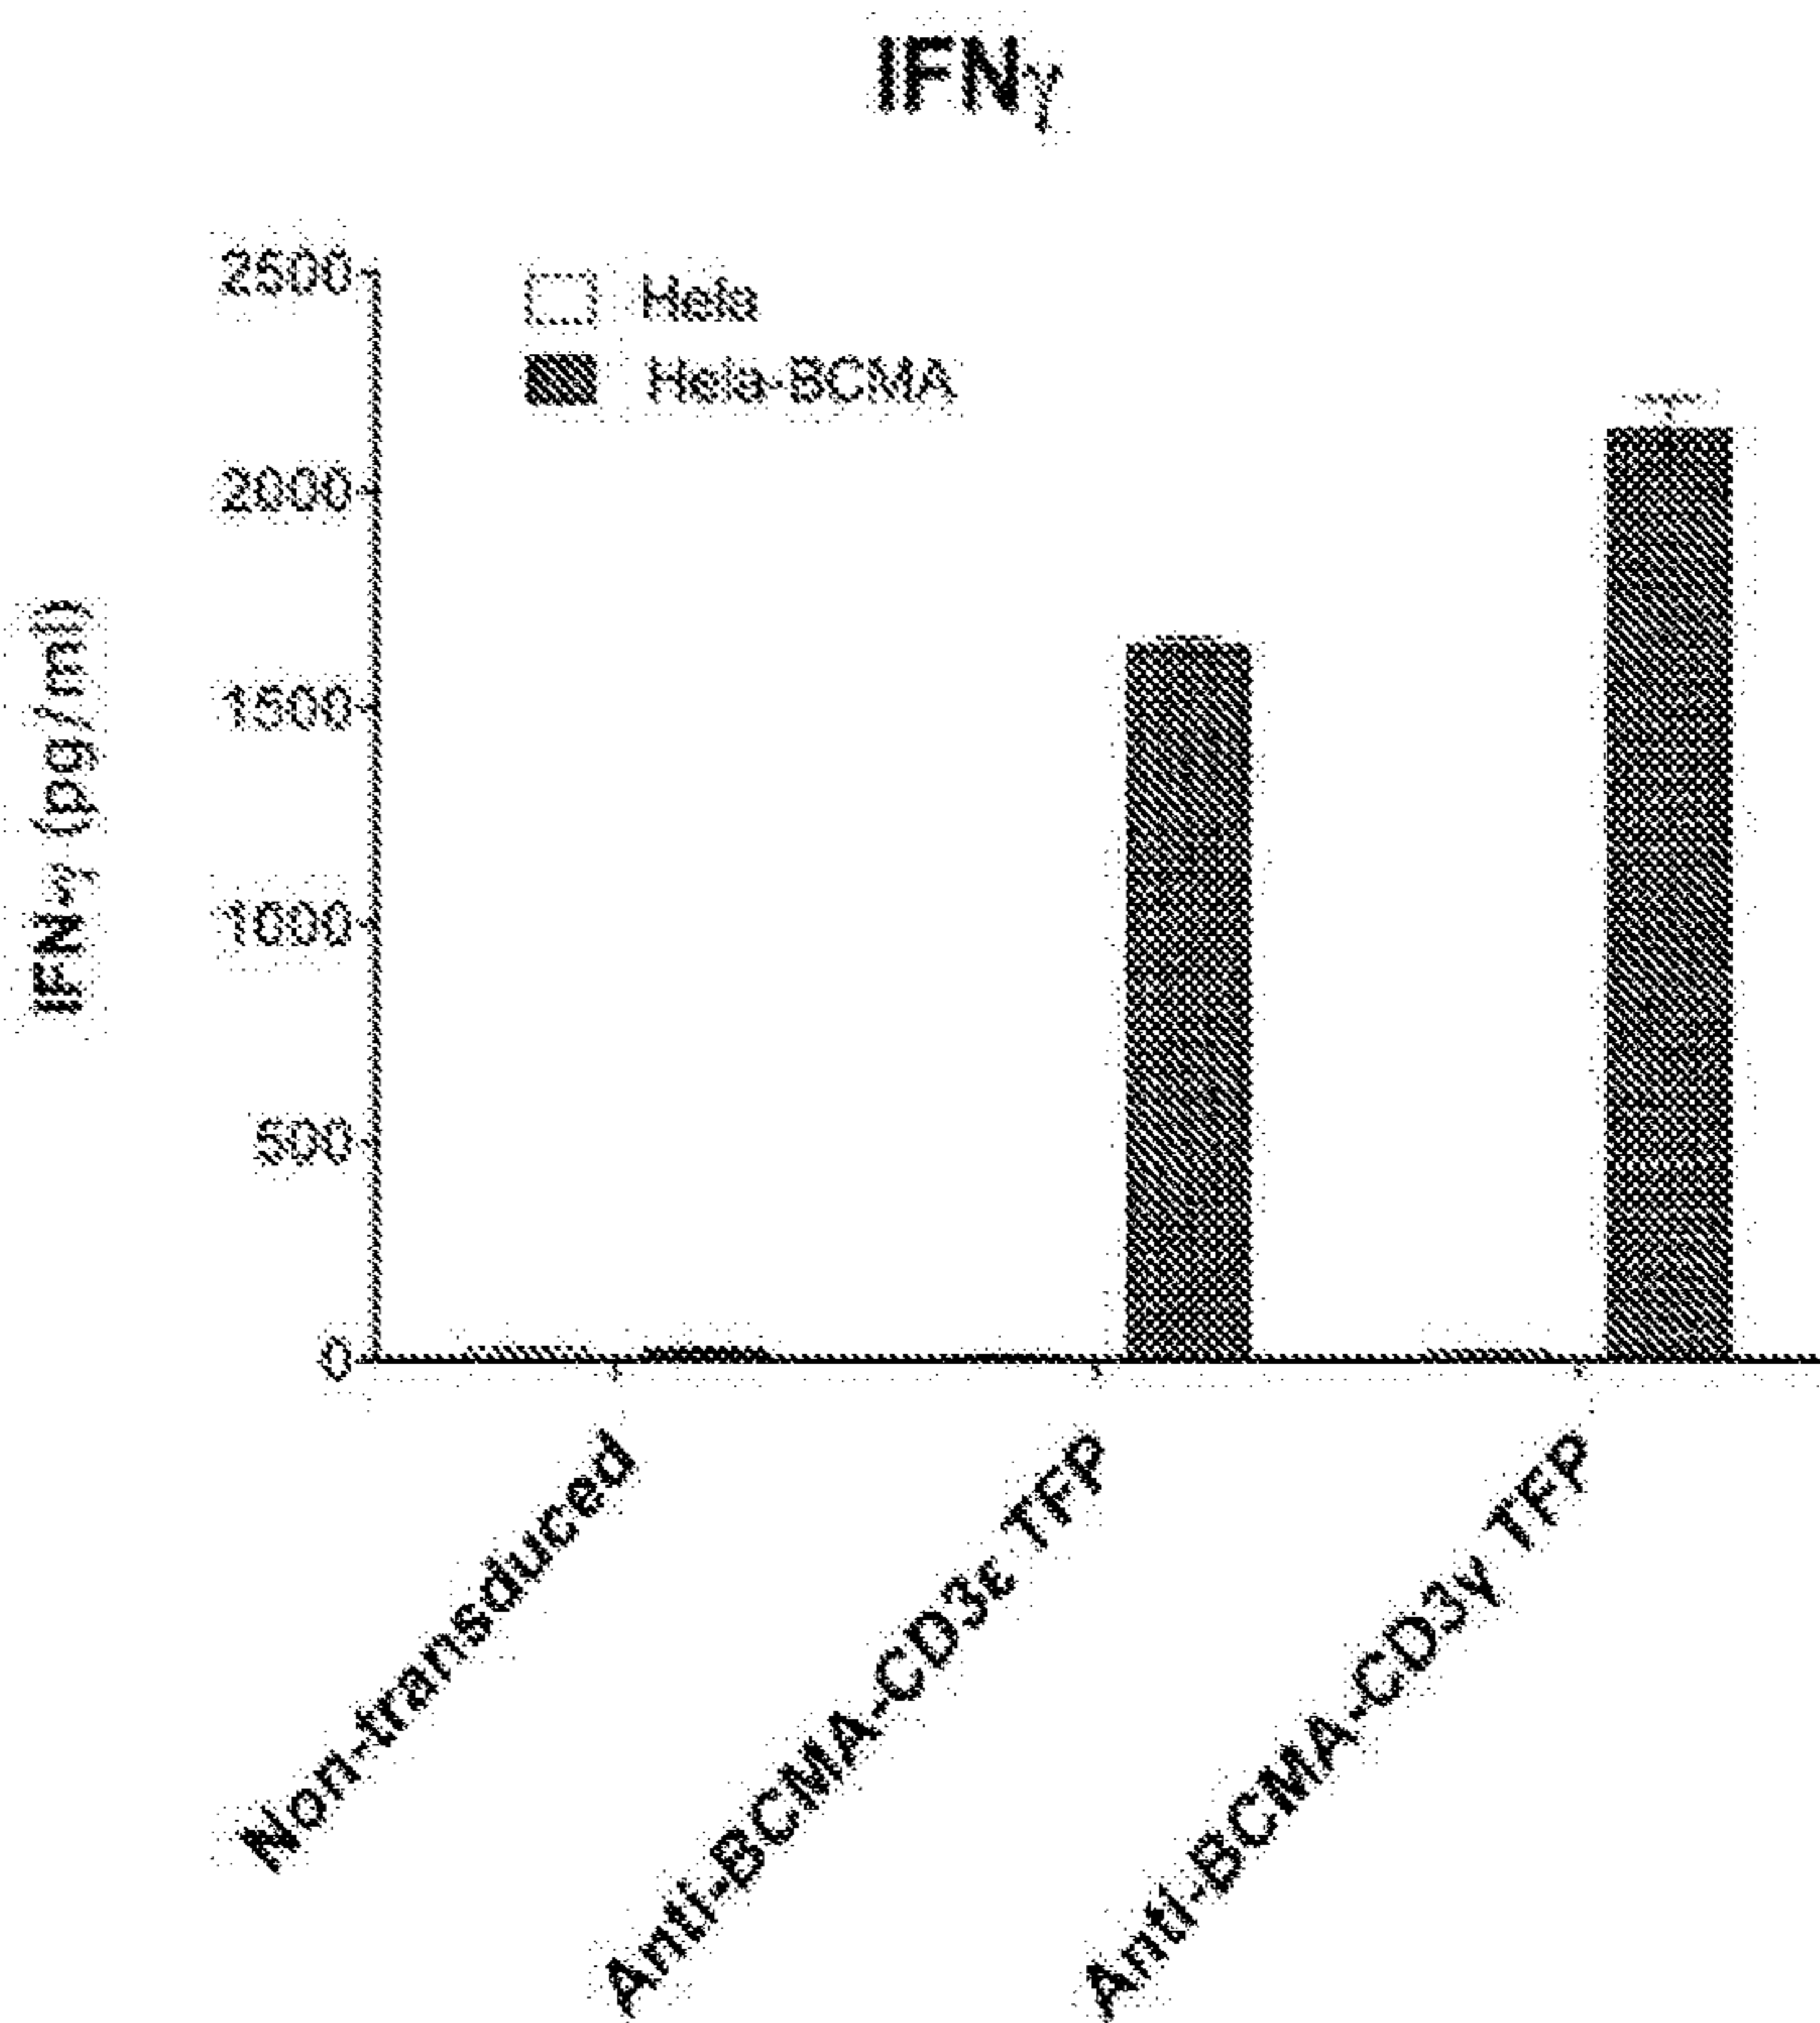 IFNγ
IFN-γ (pg/ml)
2500
2000
1500
1000
500
0
Hela
Hela-BCMA
Non-transduced
Anti-BCMA-CD3ε TFP
Anti-BCMA-CD3γ TFP